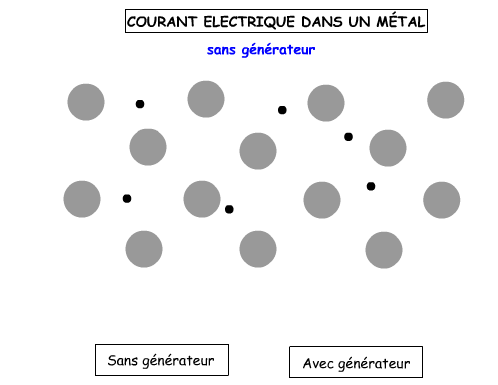 COURANT ELECTRIQUE DANS UN MÉTAL
sans générateur
Sans générateur
Avec générateur